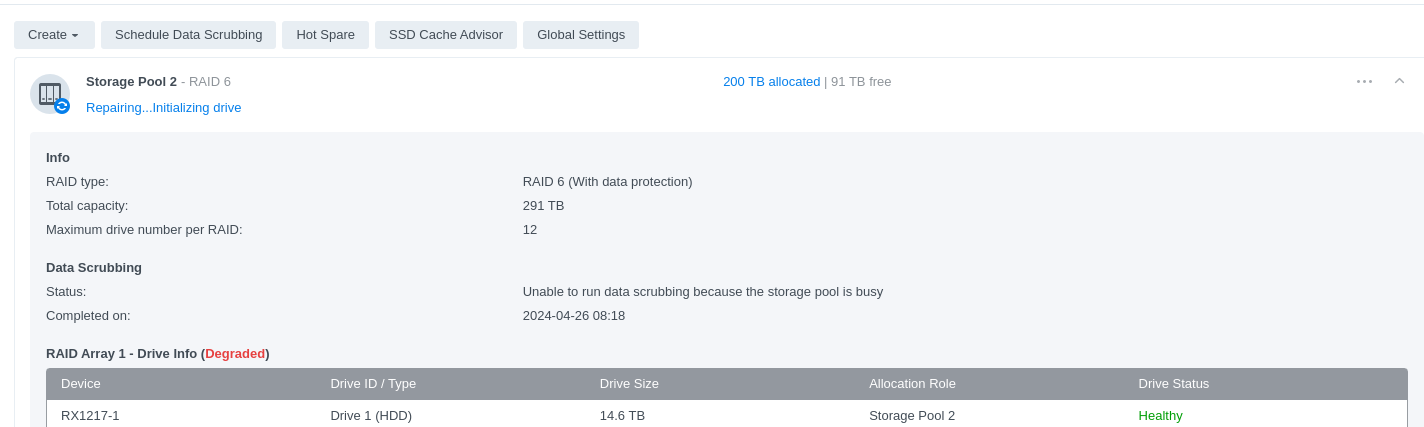 Create
Schedule Data Scrubbing
Hot Spare
SSD Cache Advisor
Global Settings
Storage Pool 2 - RAID 6
200 TB allocated | 91 TB free
Repairing...Initializing drive
Info
RAID type: RAID 6 (With data protection)
Total capacity: 291 TB
Maximum drive number per RAID: 12
Data Scrubbing
Status: Unable to run data scrubbing because the storage pool is busy
Completed on: 2024-04-26 08:18
RAID Array 1 - Drive Info (Degraded)
Device Drive ID / Type Drive Size Allocation Role Drive Status
RX1217-1 Drive 1 (HDD) 14.6 TB Storage Pool 2 Healthy